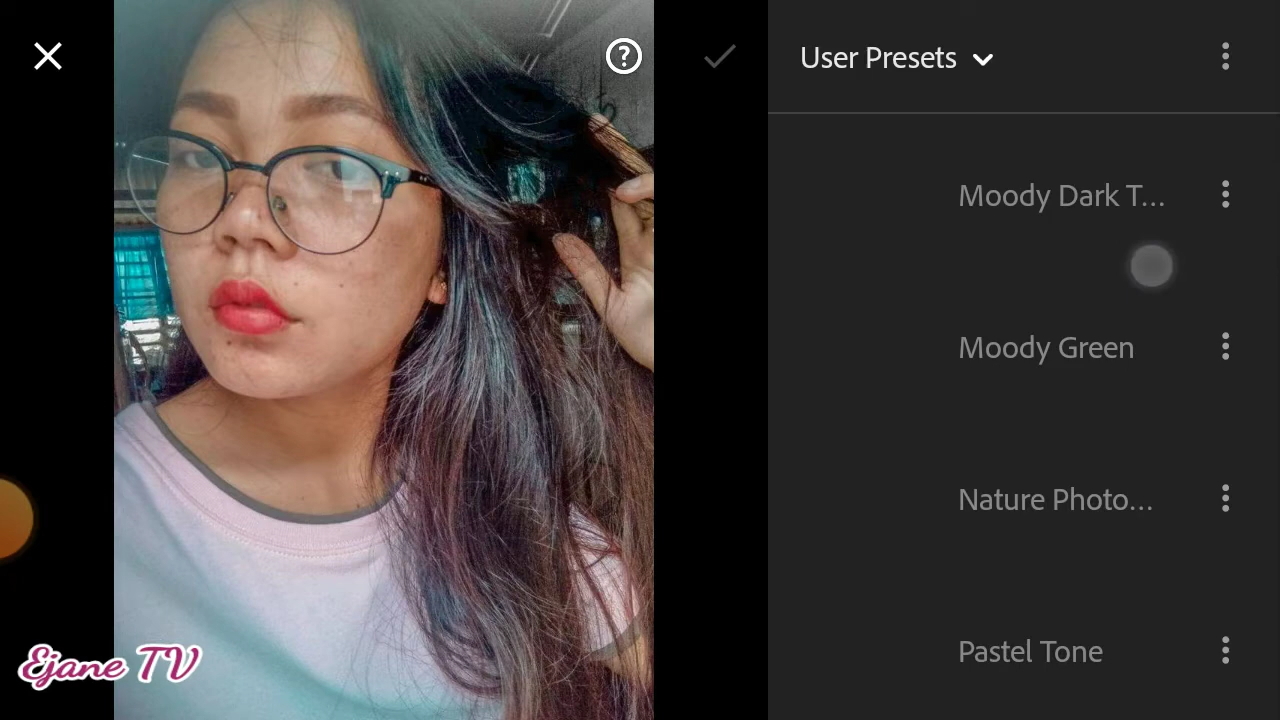 User Presets
Moody Dark T...
Moody Green
Nature Photo...
Pastel Tone
Ejane TV